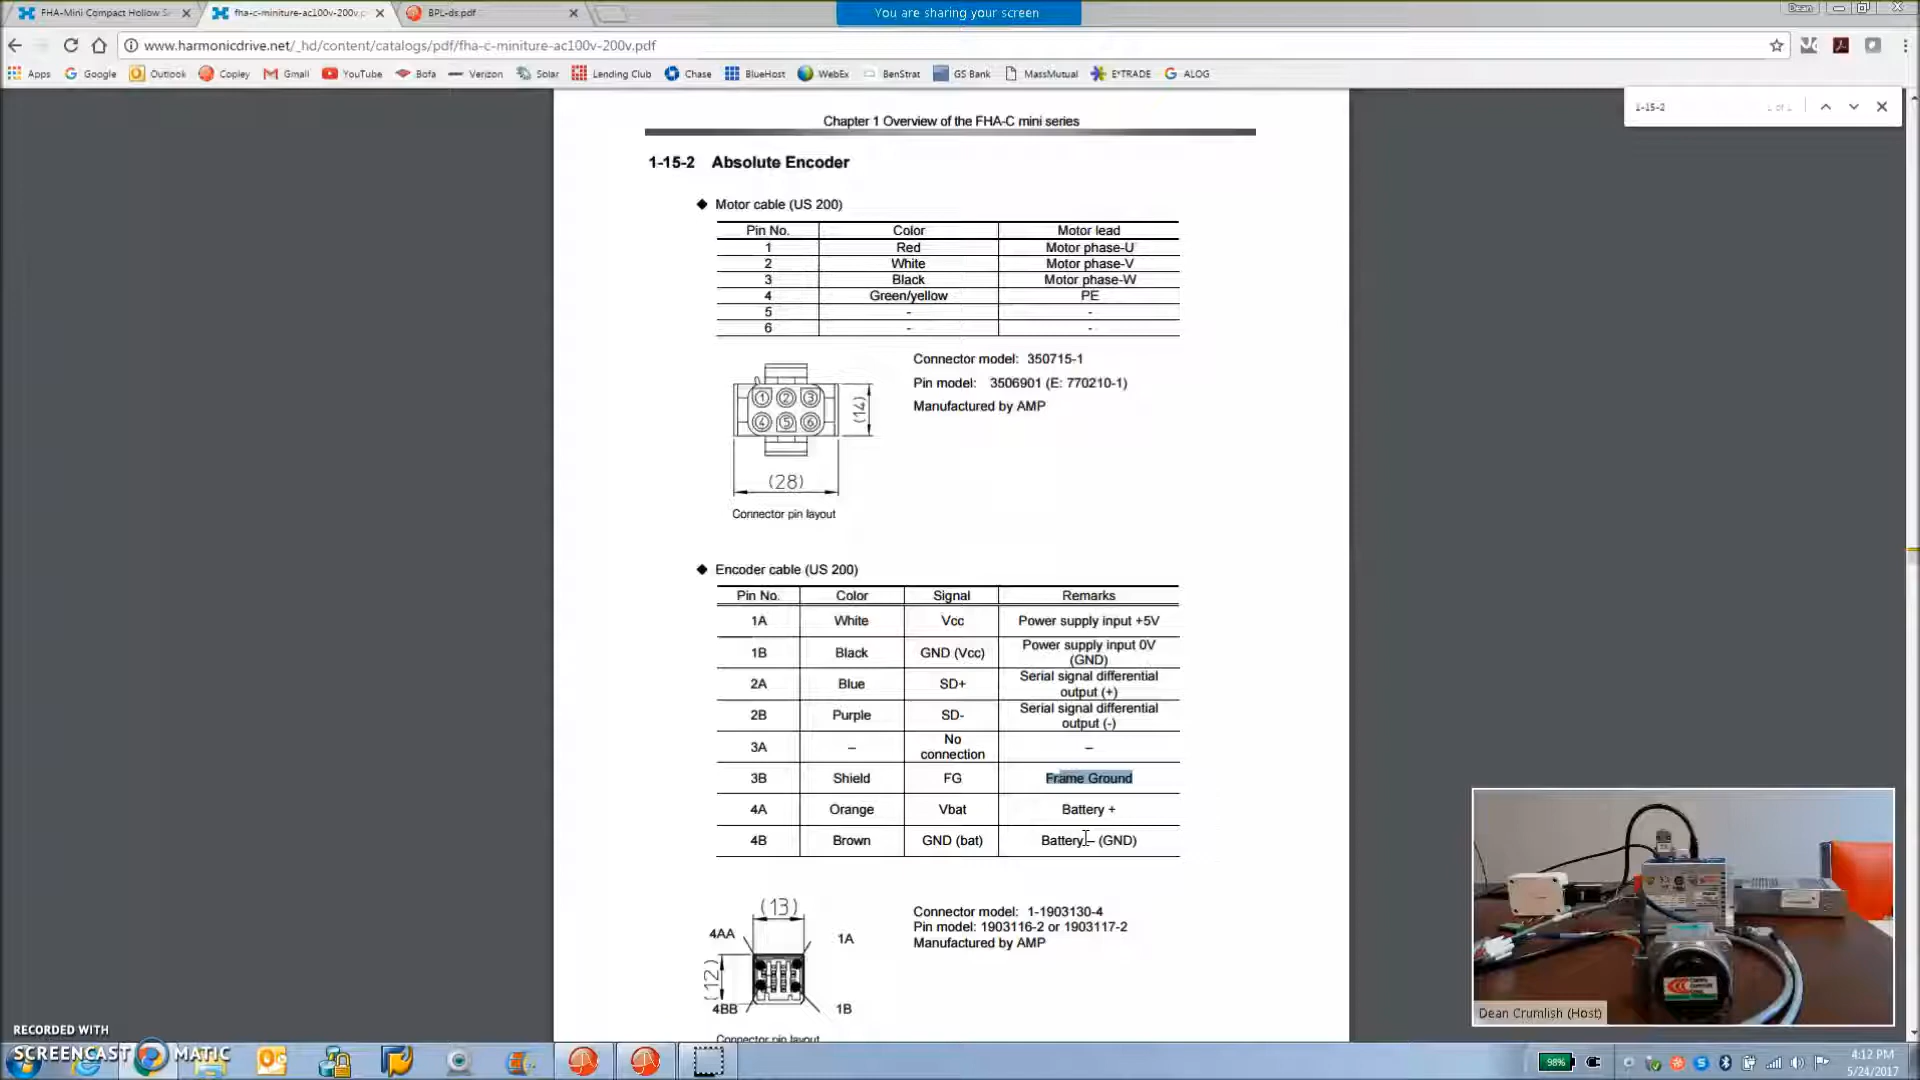 FHA-Mini Compact Hollow S
fha-c-miniture-ac100v-200v.p
BPL-ds.pdf
You are sharing your screen
Dean
www.harmonicdrive.net/_hd/content/catalogs/pdf/fha-c-miniture-ac100v-200v.pdf
Apps Google Outlook Copley Gmail YouTube Bofa Verizon Solar Lending Club Chase BlueHost WebEx BenStrat GS Bank MassMutual E*TRADE ALOG
1-15-2
Chapter 1 Overview of the FHA-C mini series
1-15-2 Absolute Encoder
◆ Motor cable (US 200)
Pin No. Color Motor lead
1 Red Motor phase-U
2 White Motor phase-V
3 Black Motor phase-W
4 Green/yellow PE
5 - -
6 - -
Connector model: 350715-1
Pin model: 3506901 (E: 770210-1)
Manufactured by AMP
1 2 3
4 5 6
(14)
(28)
Connector pin layout
◆ Encoder cable (US 200)
Pin No. Color Signal Remarks
1A White Vcc Power supply input +5V
1B Black GND (Vcc) Power supply input 0V (GND)
2A Blue SD+ Serial signal differential output (+)
2B Purple SD- Serial signal differential output (-)
3A – No connection –
3B Shield FG Frame Ground
4A Orange Vbat Battery +
4B Brown GND (bat) Battery – (GND)
(13)
4AA 1A
(12)
4BB 1B
Connector model: 1-1903130-4
Pin model: 1903116-2 or 1903117-2
Manufactured by AMP
Connector pin layout
Dean Crumlish (Host)
RECORDED WITH
SCREENCAST MATIC
98%
4:12 PM
5/24/2017